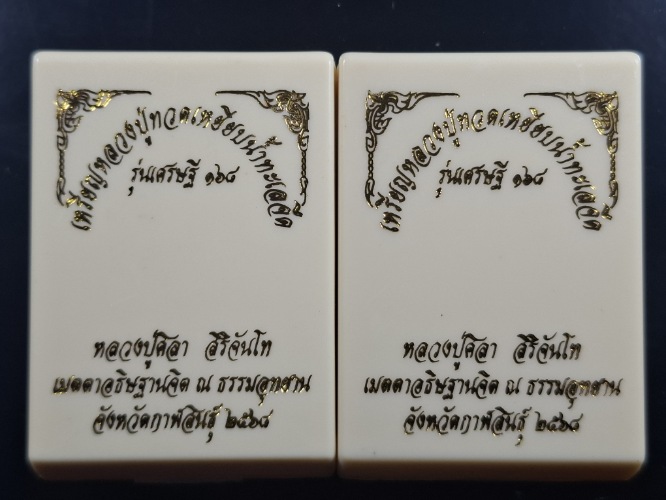 เหรียญหลวงปู่ทวดเหยียบน้ำทะเลจืด
รุ่นเศรษฐี ๑๖๘
หลวงปู่ศิลา สิริจันโท
เมตตาอธิษฐานจิต ณ ธรรมอุทยาน
จังหวัดกาฬสินธุ์ ๒๕๖๘
เหรียญหลวงปู่ทวดเหยียบน้ำทะเลจืด
รุ่นเศรษฐี ๑๖๘
หลวงปู่ศิลา สิริจันโท
เมตตาอธิษฐานจิต ณ ธรรมอุทยาน
จังหวัดกาฬสินธุ์ ๒๕๖๘